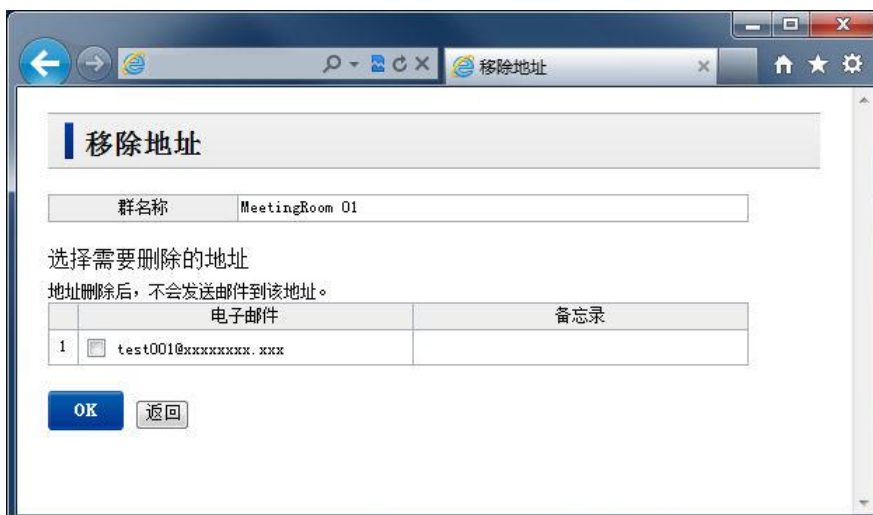 移除地址
移除地址
群名称 MeetingRoom 01
选择需要删除的地址
地址删除后，不会发送邮件到该地址。
电子邮件 备忘录
1 test001@xxxxxxxx.xxx
OK 返回